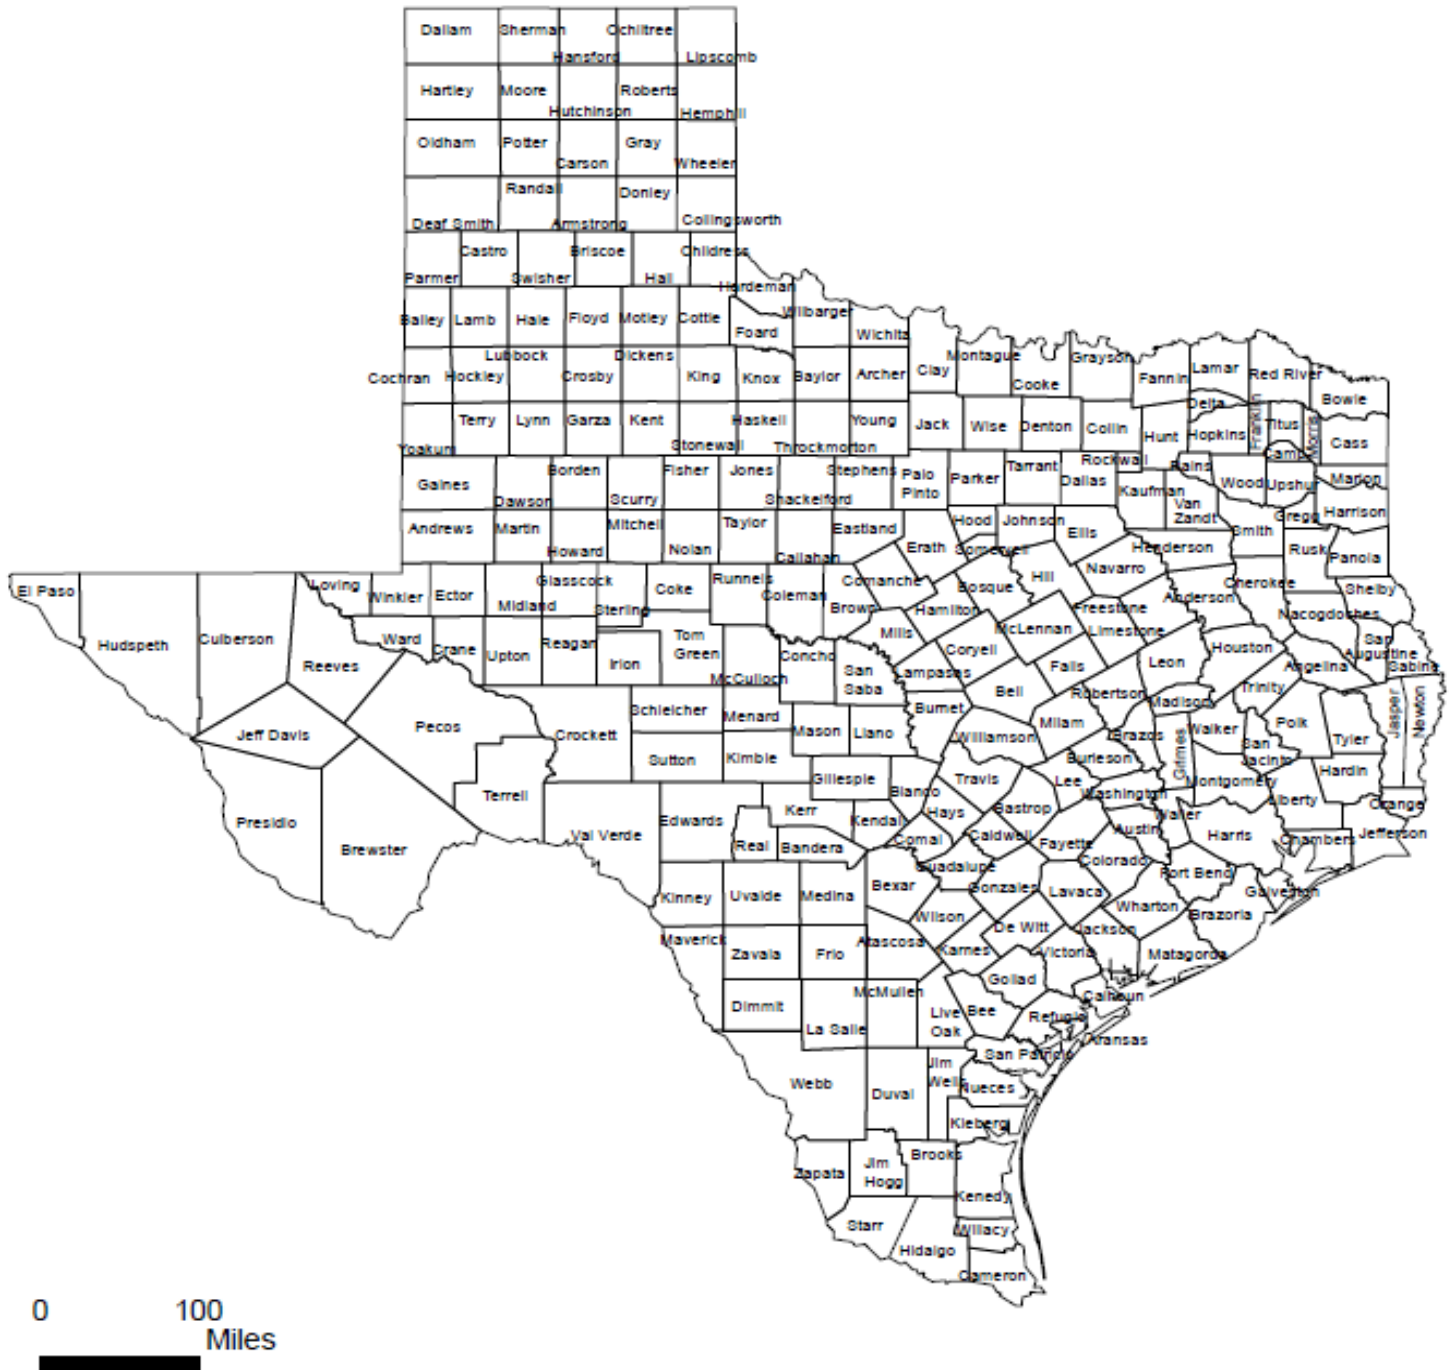 Dallam Sherman Ochiltree
Hansford Lipscomb
Hartley Moore Roberts
Hutchinson Hemphill
Oldham Potter Gray
Carson Wheeler
Randall Donley
Deaf Smith Armstrong Collingsworth
Castro Briscoe Childress
Parmer Swisher Hall
Hardeman
Bailey Lamb Hale Floyd Motley Cottle Wilbarger
Foard Wichita
Lubbock Dickens Montague Grayson
Cochran Hockley Crosby King Knox Baylor Archer Clay Cooke Fannin Lamar Red River
Delta Bowie
Terry Lynn Garza Kent Haskell Young Jack Wise Denton Collin Hunt Hopkins Franklin Titus Morris Cass
Yoakum Stonewall Throckmorton
Camp
Borden Fisher Jones Stephens Palo Parker Tarrant Rockwall Rains
Gaines Dawson Scurry Shackelford Pinto Dallas Kaufman Wood Upshur Marion
Van
Zandt
Andrews Martin Mitchell Taylor Eastland Hood Johnson Ellis Smith Gregg Harrison
Howard Nolan Callahan Erath Somervell Henderson Rusk Panola
El Paso Loving Winkler Ector Glasscock Coke Runnels Coleman Comanche Bosque Hill Navarro Cherokee Shelby
Midland Sterling Brown Hamilton Freestone Anderson Nacogdoches
Hudspeth Culberson Ward Crane Upton Reagan Tom
Green Concho Mills McLennan Limestone Houston San
Augustine
Reeves Irion McCulloch San
Saba Lampasas Coryell Falls Leon Angelina Sabine
Bell Robertson Trinity
Jeff Davis Pecos Crockett Schleicher Menard Mason Llano Burnet Milam Madison Polk Tyler Jasper Newton
Williamson Brazos Grimes Walker San
Jacinto
Sutton Kimble Burleson
Terrell Gillespie Blanco Travis Lee Washington Montgomery Liberty Hardin
Presidio Brewster Val Verde Edwards Kerr Kendall Hays Bastrop Waller Orange
Real Bandera Comal Caldwell Fayette Austin Harris Chambers Jefferson
Guadalupe Colorado Fort Bend
Kinney Uvalde Medina Bexar Gonzales Lavaca Galveston
Wilson Wharton Brazoria
Maverick Zavala Frio Atascosa Karnes De Witt Jackson
Victoria Matagorda
Dimmit McMullen Goliad Calhoun
La Salle Live
Oak Bee Refugio Aransas
San Patricio
Webb Duval Jim
Wells Nueces
Kleberg
Zapata Jim
Hogg Brooks
Kenedy
Starr Willacy
Hidalgo
Cameron
0 100
Miles